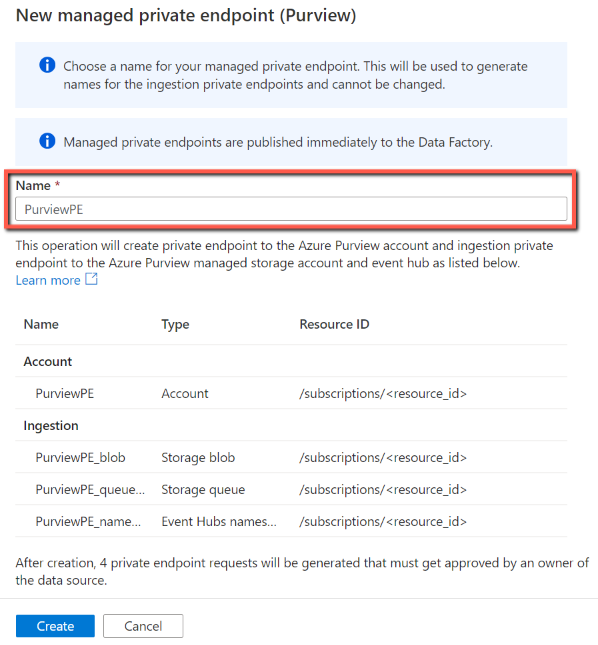 New managed private endpoint (Purview)
Choose a name for your managed private endpoint. This will be used to generate
names for the ingestion private endpoints and cannot be changed.
Managed private endpoints are published immediately to the Data Factory.
Name *
PurviewPE
This operation will create private endpoint to the Azure Purview account and ingestion private
endpoint to the Azure Purview managed storage account and event hub as listed below.
Learn more
Name Type Resource ID
Account
PurviewPE Account /subscriptions/<resource_id>
Ingestion
PurviewPE_blob Storage blob /subscriptions/<resource_id>
PurviewPE_queue... Storage queue /subscriptions/<resource_id>
PurviewPE_name... Event Hubs names... /subscriptions/<resource_id>
After creation, 4 private endpoint requests will be generated that must get approved by an owner of
the data source.
Create Cancel